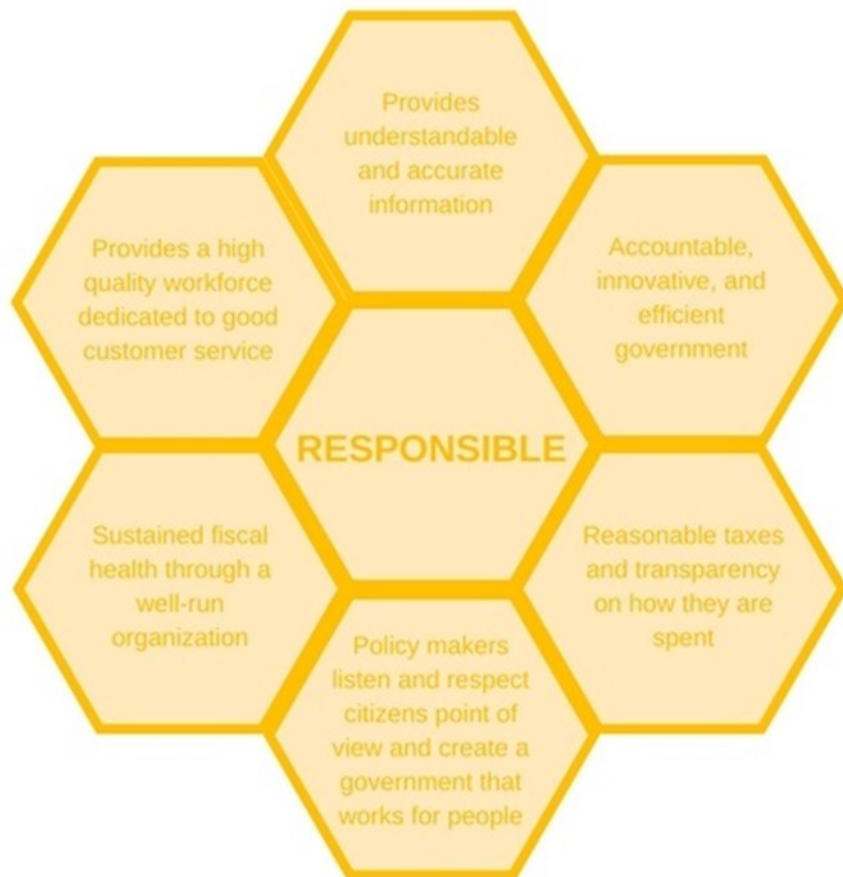 Provides
understandable
and accurate
information
Provides a high
quality workforce
dedicated to good
customer service
Accountable,
innovative, and
efficient
government
RESPONSIBLE
Sustained fiscal
health through a
well-run
organization
Reasonable taxes
and transparency
on how they are
spent
Policy makers
listen and respect
citizens point of
view and create a
government that
works for people